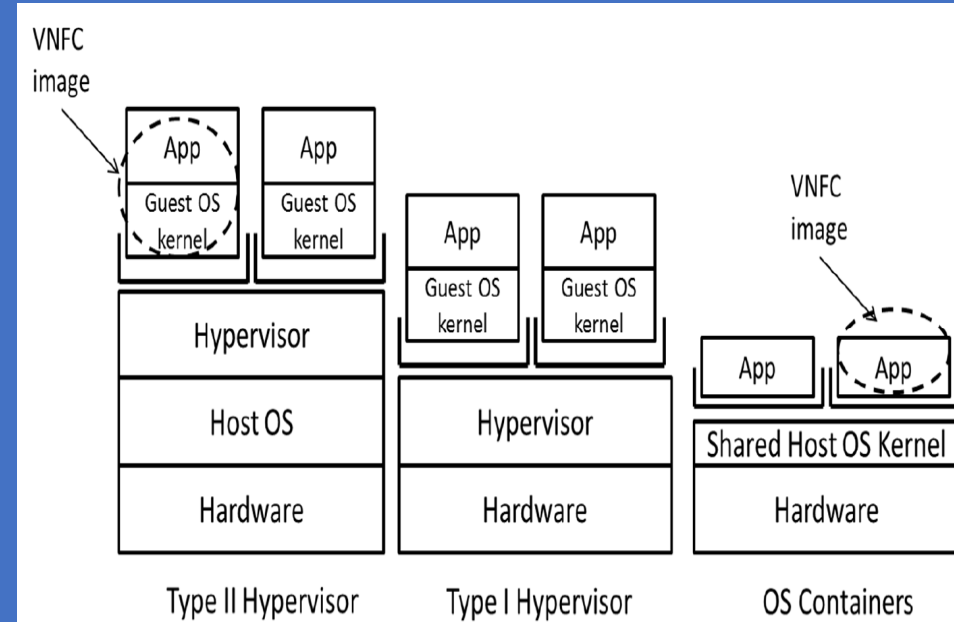 VNFC
image
App
Guest OS
kernel
App
Guest OS
kernel
Hypervisor
Host OS
Hardware
Type II Hypervisor
App
Guest OS
kernel
App
Guest OS
kernel
Hypervisor
Hardware
Type I Hypervisor
VNFC
image
App
App
Shared Host OS Kernel
Hardware
OS Containers